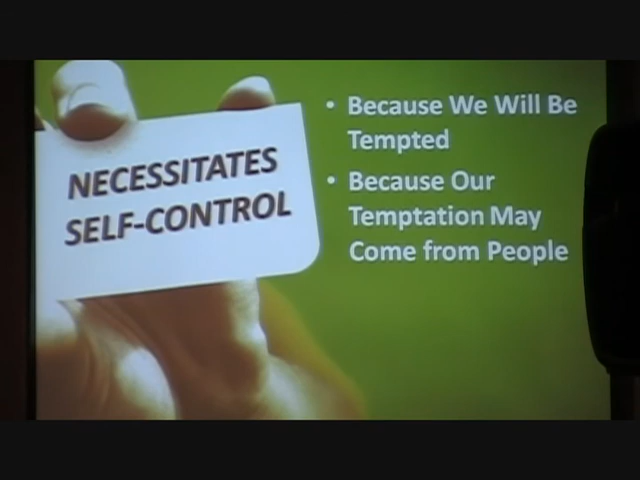 NECESSITATES
SELF-CONTROL
• Because We Will Be
Tempted
• Because Our
Temptation May
Come from People